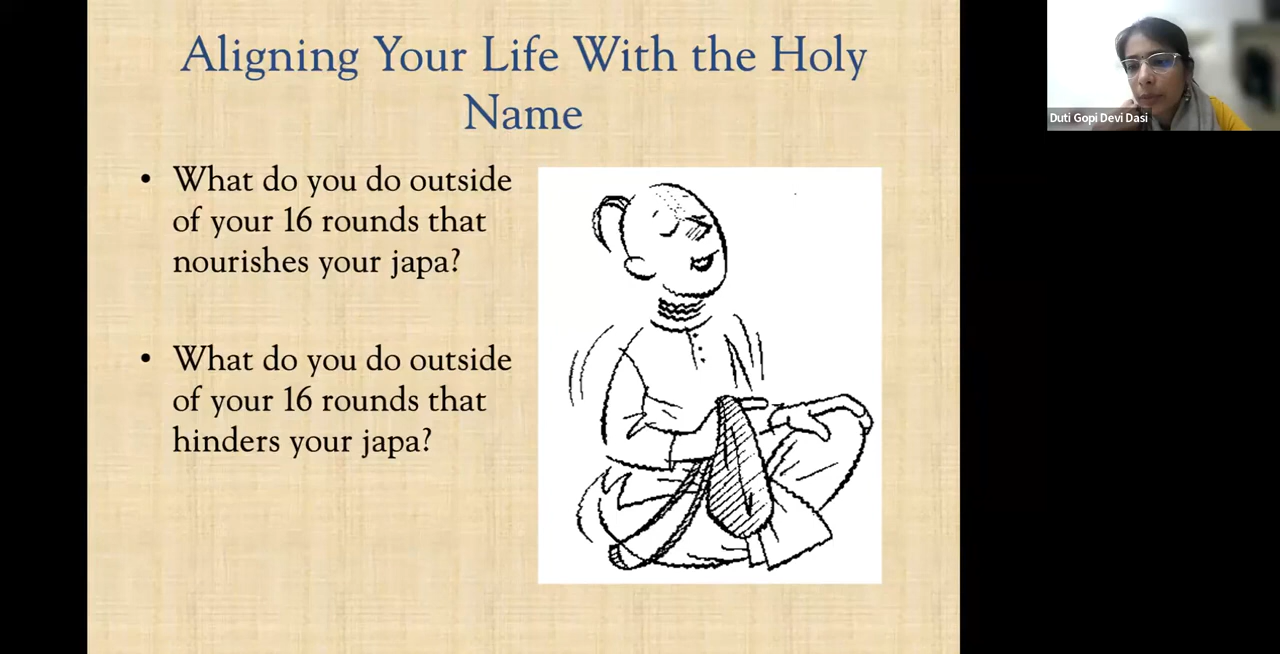 Aligning Your Life With the Holy
Name
• What do you do outside
of your 16 rounds that
nourishes your japa?
• What do you do outside
of your 16 rounds that
hinders your japa?
Duti Gopi Devi Dasi